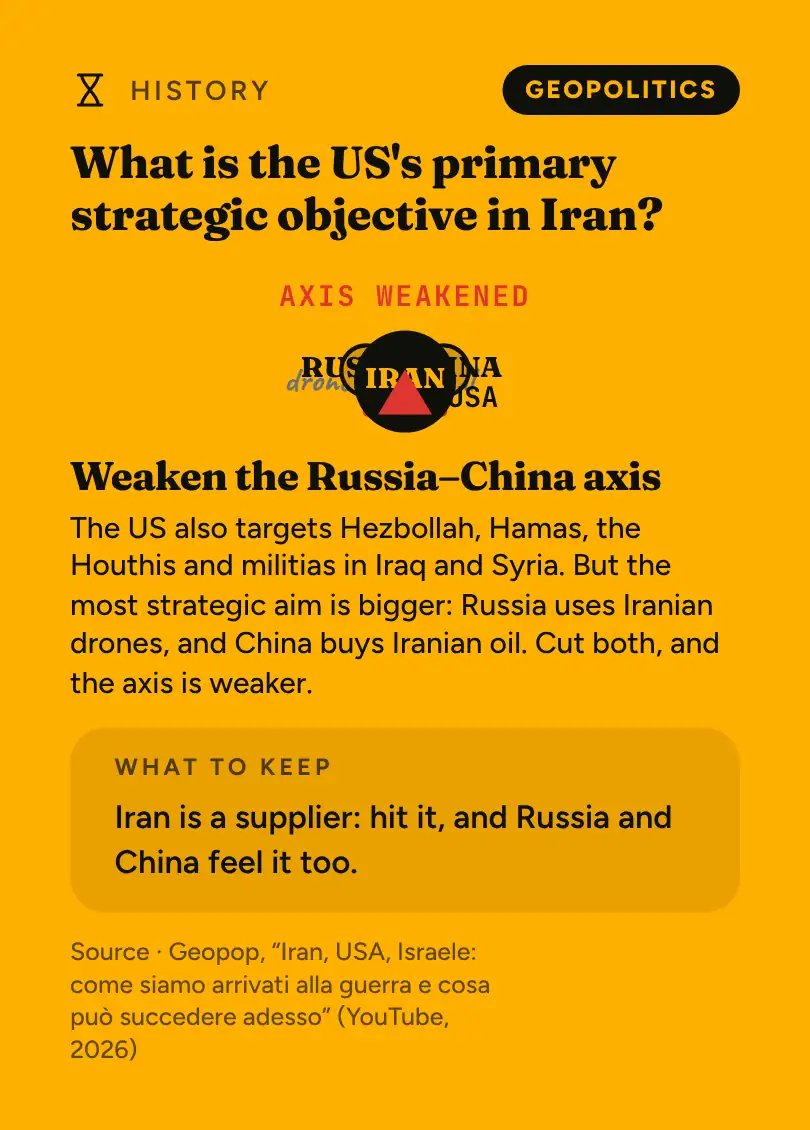 HISTORY
GEOPOLITICS
What is the US's primary
strategic objective in Iran?
AXIS WEAKENED
IRAN
USA
Weaken the Russia–China axis
The US also targets Hezbollah, Hamas, the
Houthis and militias in Iraq and Syria. But the
most strategic aim is bigger: Russia uses Iranian
drones, and China buys Iranian oil. Cut both, and
the axis is weaker.
WHAT TO KEEP
Iran is a supplier: hit it, and Russia and
China feel it too.
Source · Geopop, “Iran, USA, Israele:
come siamo arrivati alla guerra e cosa
può succedere adesso” (YouTube,
2026)